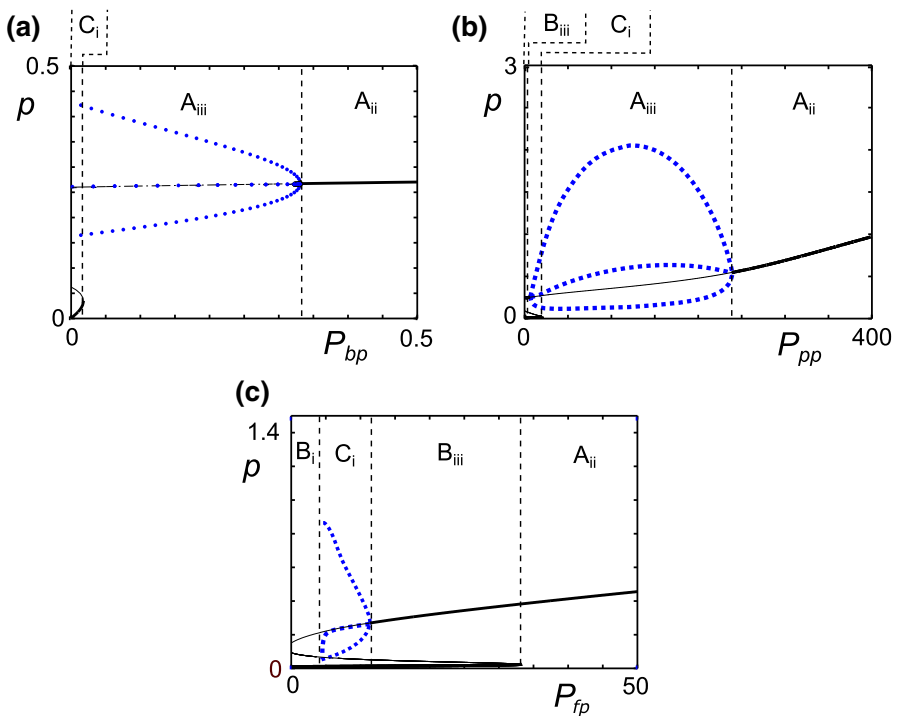 (a)
C_i
0.5
p
A_iii
A_ii
0
0
P_bp
0.5
(b)
B_iii
C_i
3
p
A_iii
A_ii
0
0
P_pp
400
(c)
1.4
p
B_i
C_i
B_iii
A_ii
0
0
P_fp
50